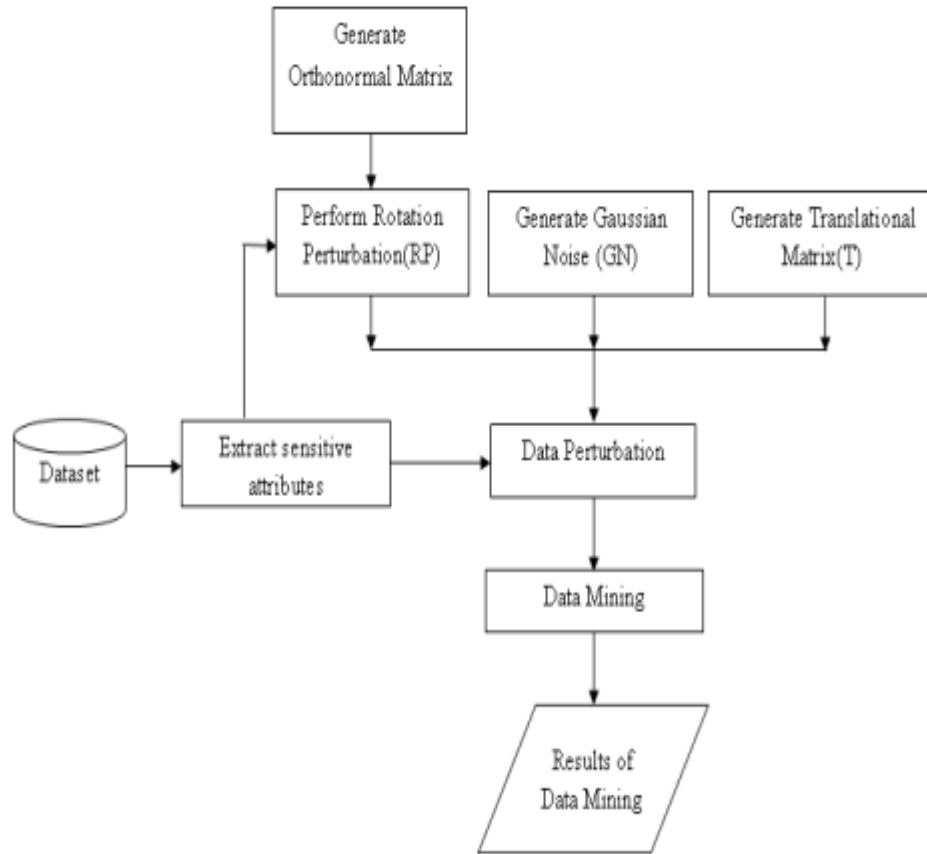 Generate
Orthonormal Matrix
Perform Rotation
Perturbation(RP)
Generate Gaussian
Noise (GN)
Generate Translational
Matrix(T)
Dataset
Extract sensitive
attributes
Data Perturbation
Data Mining
Results of
Data Mining